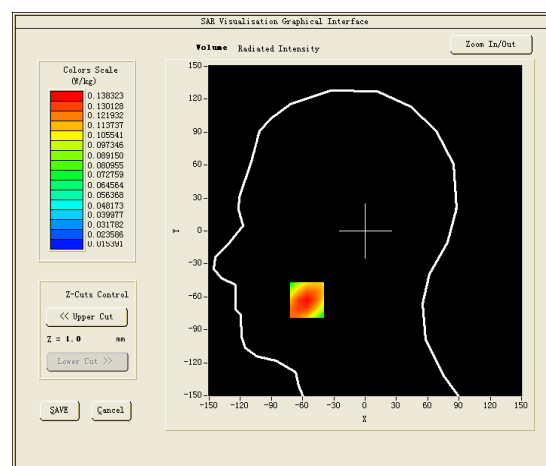 SAR Visualisation Graphical Interface
Volume Radiated Intensity
Zoom In/Out
Colors Scale
(W/kg)
0.138323
0.130128
0.121932
0.113737
0.105541
0.097346
0.089150
0.080955
0.072759
0.064564
0.056368
0.048173
0.039977
0.031782
0.023586
0.015391
Z-Cuts Control
<< Upper Cut
Z = 1.0 mm
Lower Cut >>
SAVE Cancel
150
120
90
60
30
0
-30
-60
-90
-120
-150
Y
-150 -120 -90 -60 -30 0 30 60 90 120 150
X